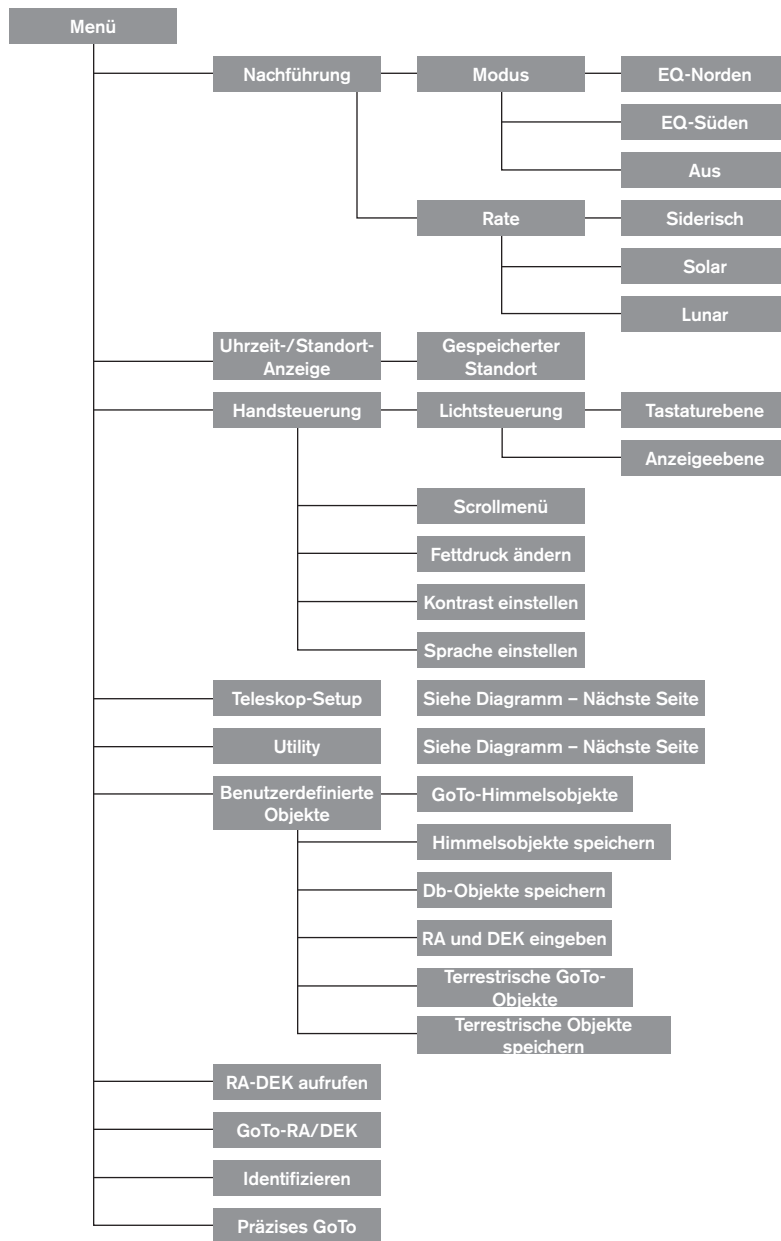 Menü
Nachführung
Modus
EQ-Norden
EQ-Süden
Aus
Rate
Siderisch
Solar
Lunar
Uhrzeit-/Standort-
Anzeige
Gespeicherter
Standort
Handsteuerung
Lichtsteuerung
Tastaturebene
Anzeigeebene
Scrollmenü
Fettdruck ändern
Kontrast einstellen
Sprache einstellen
Teleskop-Setup
Siehe Diagramm – Nächste Seite
Utility
Siehe Diagramm – Nächste Seite
Benutzerdefinierte
Objekte
GoTo-Himmelsobjekte
Himmelsobjekte speichern
Db-Objekte speichern
RA und DEK eingeben
Terrestrische GoTo-
Objekte
Terrestrische Objekte
speichern
RA-DEK aufrufen
GoTo-RA/DEK
Identifizieren
Präzises GoTo